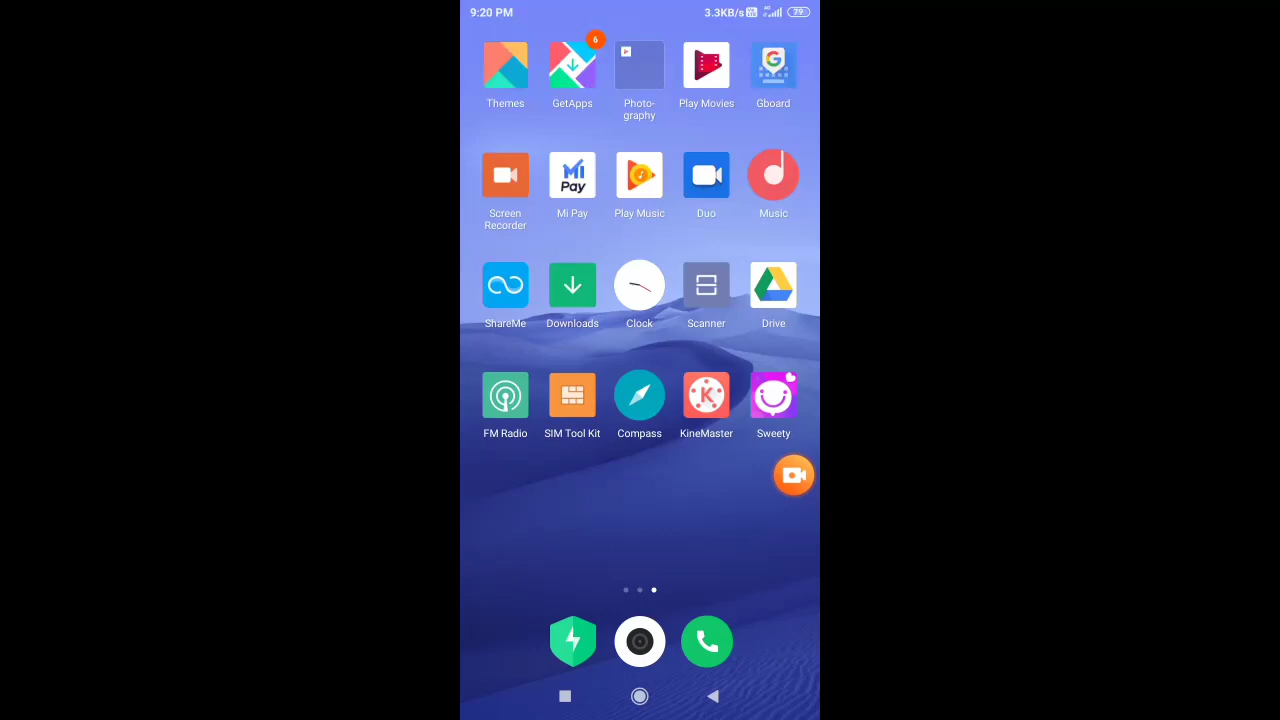 9:20 PM
3.3KB/s 4G 79
6
Themes
GetApps
Photo-
graphy
Play Movies
Gboard
Mi
Pay
Screen
Recorder
Mi Pay
Play Music
Duo
Music
ShareMe
Downloads
Clock
Scanner
Drive
K
FM Radio
SIM Tool Kit
Compass
KineMaster
Sweety